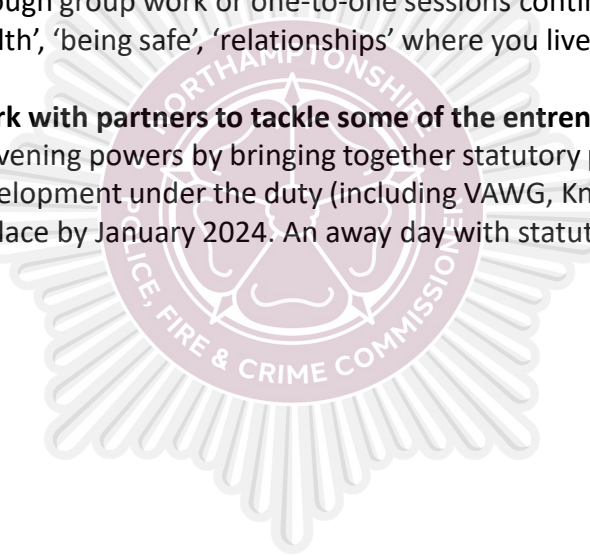 ough group work or one-to-one sessions contin
lth’, ‘being safe’, ‘relationships’ where you live
rk with partners to tackle some of the entren
vening powers by bringing together statutory p
elopment under the duty (including VAWG, Kn
lace by January 2024. An away day with statut
NORTHAMPTONSHIRE
POLICE, FIRE & CRIME COMMISSIONER